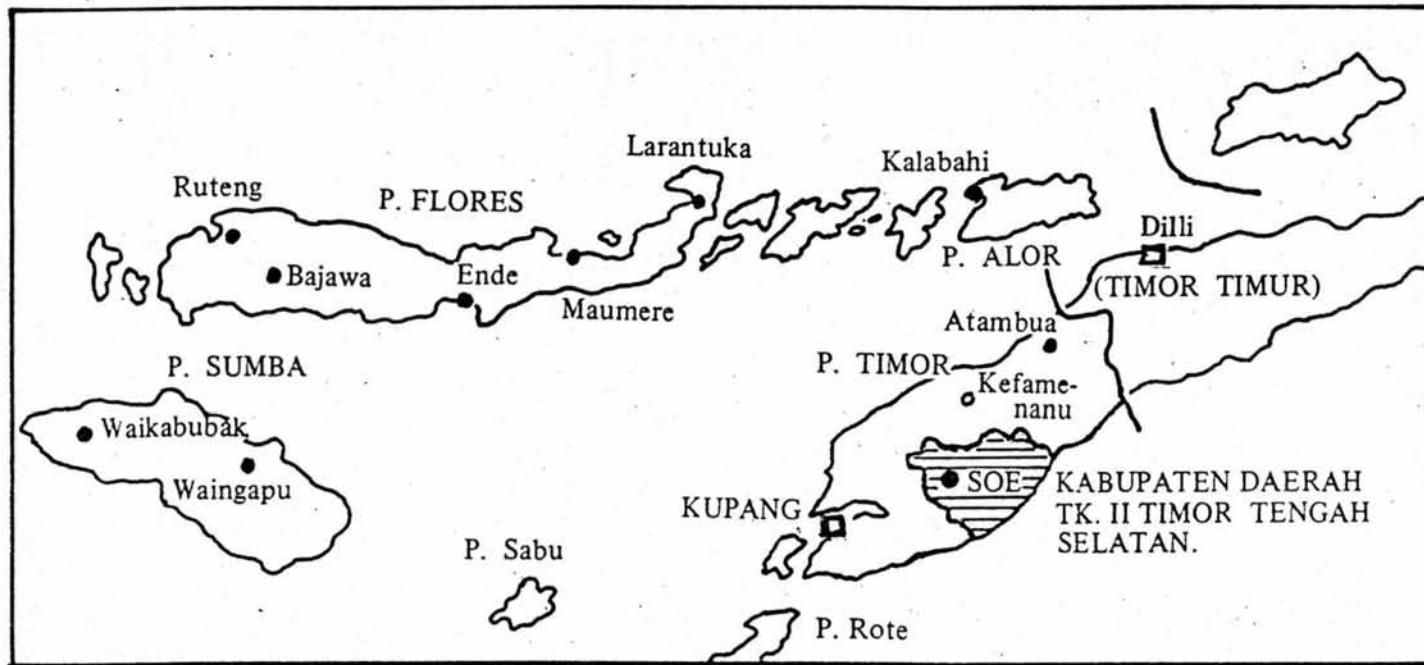 Larantuka
Kalabahi
Ruteng
P. FLORES
Dilli
Bajawa
Ende
P. ALOR
(TIMOR TIMUR)
Maumere
Atambua
P. SUMBA
P. TIMOR
Kefame-
nanu
Waikabubak
Waingapu
SOE
KABUPATEN DAERAH
TK. II TIMOR TENGAH
SELATAN.
KUPANG
P. Sabu
P. Rote